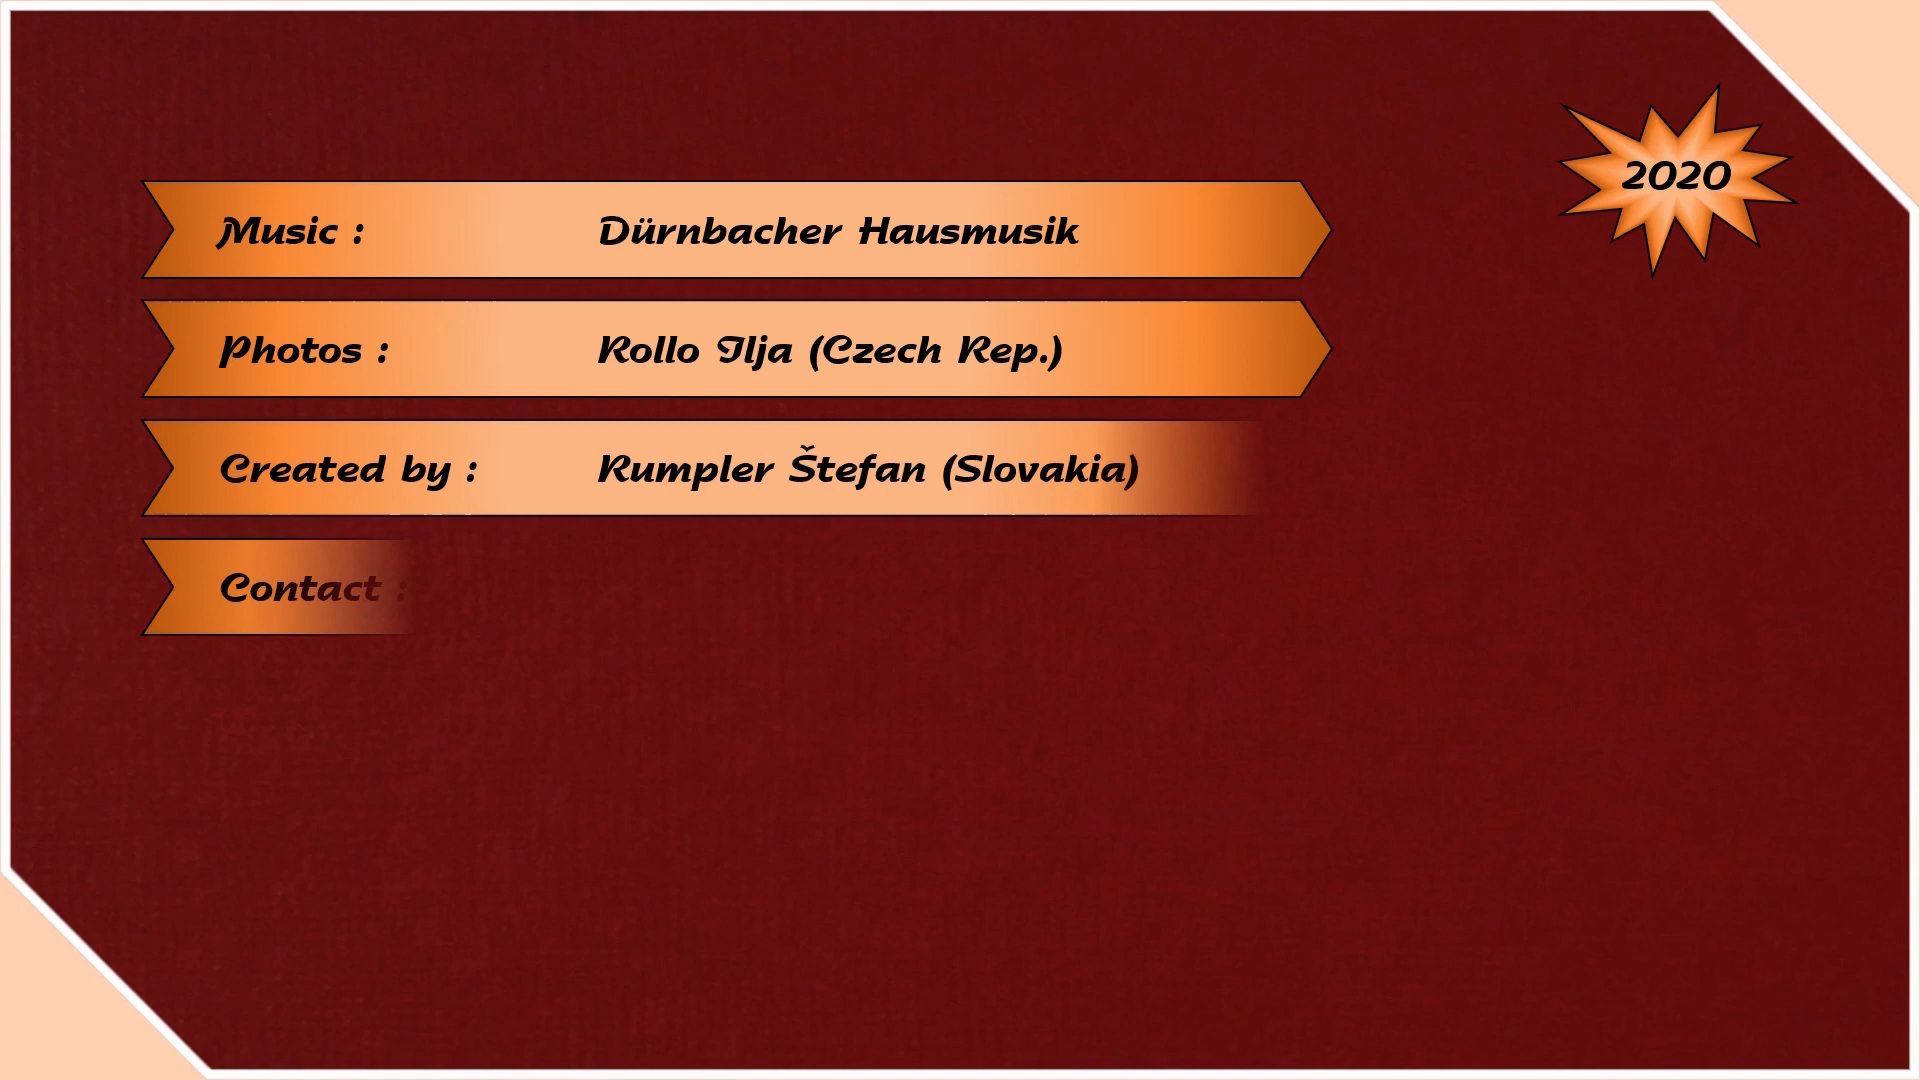 2020
Music : Dürnbacher Hausmusik
Photos : Rollo Ilja (Czech Rep.)
Created by : Rumpler Štefan (Slovakia)
Contact :